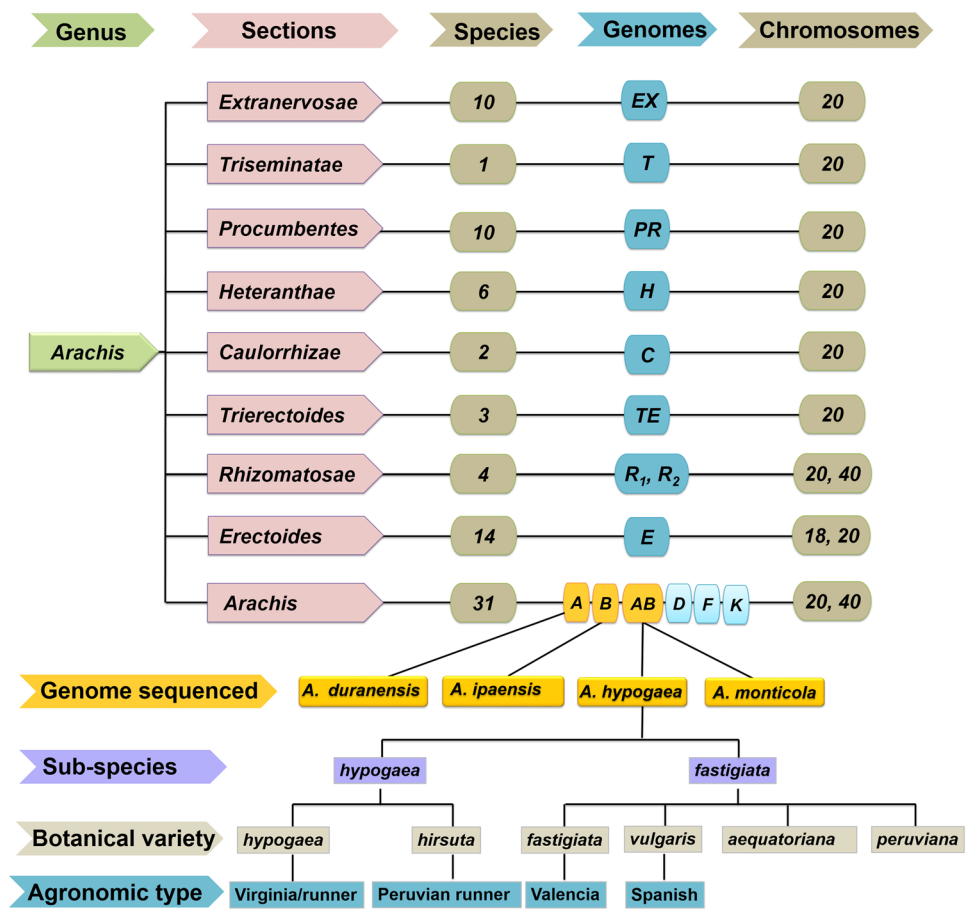 Genus Sections Species Genomes Chromosomes
Extranervosae 10 EX 20
Triseminatae 1 T 20
Procumbentes 10 PR 20
Heteranthae 6 H 20
Arachis Caulorrhizae 2 C 20
Trierectoides 3 TE 20
Rhizomatosae 4 R1, R2 20, 40
Erectoides 14 E 18, 20
Arachis 31 A B AB D F K 20, 40
Genome sequenced A. duranensis A. ipaensis A. hypogaea A. monticola
Sub-species hypogaea fastigiata
Botanical variety hypogaea hirsuta fastigiata vulgaris aequatoriana peruviana
Agronomic type Virginia/runner Peruvian runner Valencia Spanish